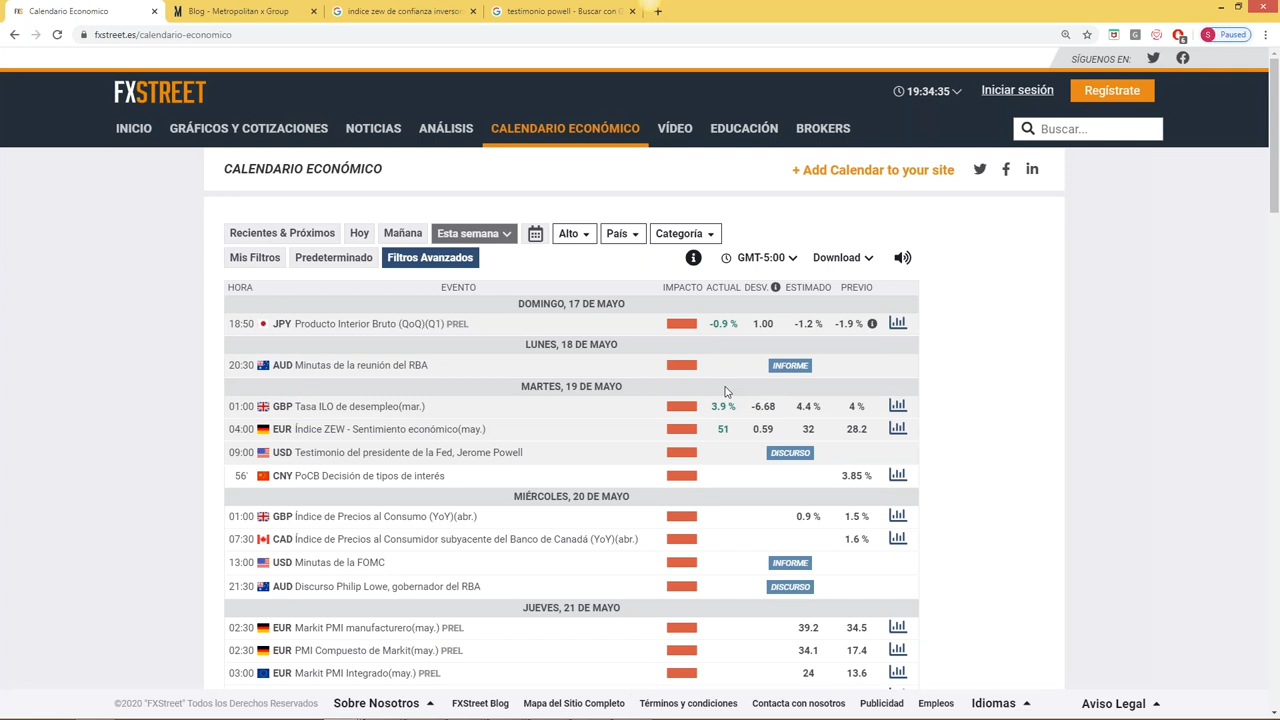 Calendario Economico
Blog - Metropolitan x Group
índice zew de confianza inversor
testimonio powell - Buscar con G
fxstreet.es/calendario-economico
6
S Paused
SÍGUENOS EN:
FXSTREET
19:34:35
Iniciar sesión
Regístrate
INICIO GRÁFICOS Y COTIZACIONES NOTICIAS ANÁLISIS CALENDARIO ECONÓMICO VÍDEO EDUCACIÓN BROKERS
Buscar...
CALENDARIO ECONÓMICO
+ Add Calendar to your site
Recientes & Próximos Hoy Mañana Esta semana Alto País Categoría
Mis Filtros Predeterminado Filtros Avanzados GMT-5:00 Download
HORA EVENTO IMPACTO ACTUAL DESV. ESTIMADO PREVIO
DOMINGO, 17 DE MAYO
18:50 JPY Producto Interior Bruto (QoQ)(Q1) PREL -0.9 % 1.00 -1.2 % -1.9 %
LUNES, 18 DE MAYO
20:30 AUD Minutas de la reunión del RBA INFORME
MARTES, 19 DE MAYO
01:00 GBP Tasa ILO de desempleo(mar.) 3.9 % -6.68 4.4 % 4 %
04:00 EUR Índice ZEW - Sentimiento económico(may.) 51 0.59 32 28.2
09:00 USD Testimonio del presidente de la Fed, Jerome Powell DISCURSO
56' CNY PoCB Decisión de tipos de interés 3.85 %
MIÉRCOLES, 20 DE MAYO
01:00 GBP Índice de Precios al Consumo (YoY)(abr.) 0.9 % 1.5 %
07:30 CAD Índice de Precios al Consumidor subyacente del Banco de Canadá (YoY)(abr.) 1.6 %
13:00 USD Minutas de la FOMC INFORME
21:30 AUD Discurso Philip Lowe, gobernador del RBA DISCURSO
JUEVES, 21 DE MAYO
02:30 EUR Markit PMI manufacturero(may.) PREL 39.2 34.5
02:30 EUR PMI Compuesto de Markit(may.) PREL 34.1 17.4
03:00 EUR Markit PMI Integrado(may.) PREL 24 13.6
©2020 "FXStreet" Todos los Derechos Reservados Sobre Nosotros FXStreet Blog Mapa del Sitio Completo Términos y condiciones Contacta con nosotros Publicidad Empleos Idiomas Aviso Legal